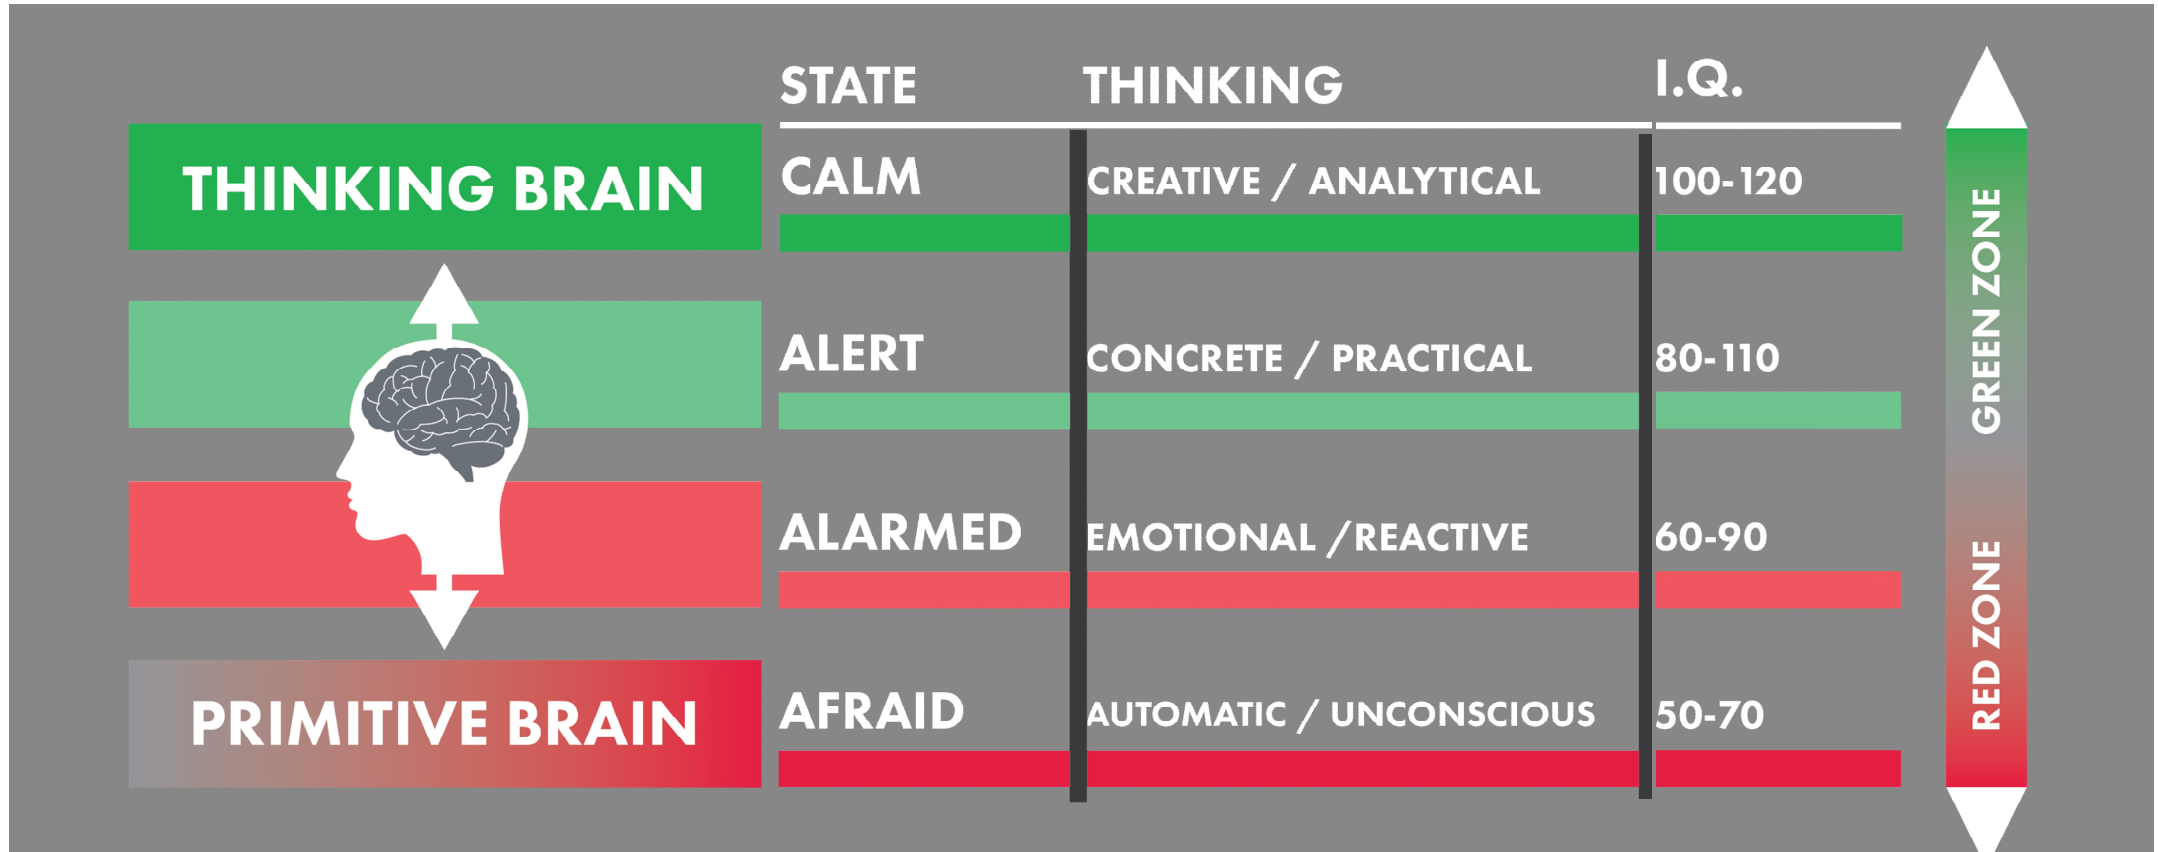 STATE THINKING I.Q.
THINKING BRAIN
CALM CREATIVE / ANALYTICAL 100-120
ALERT CONCRETE / PRACTICAL 80-110
ALARMED EMOTIONAL /REACTIVE 60-90
PRIMITIVE BRAIN
AFRAID AUTOMATIC / UNCONSCIOUS 50-70
GREEN ZONE
RED ZONE